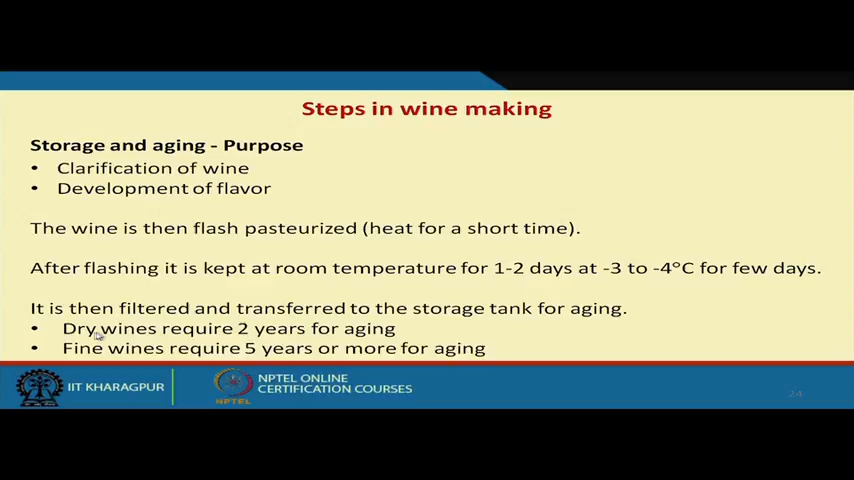 Steps in wine making
Storage and aging - Purpose
• Clarification of wine
• Development of flavor
The wine is then flash pasteurized (heat for a short time).
After flashing it is kept at room temperature for 1-2 days at -3 to -4°C for few days.
It is then filtered and transferred to the storage tank for aging.
• Dry wines require 2 years for aging
• Fine wines require 5 years or more for aging
IIT KHARAGPUR
NPTEL
NPTEL ONLINE
CERTIFICATION COURSES
24